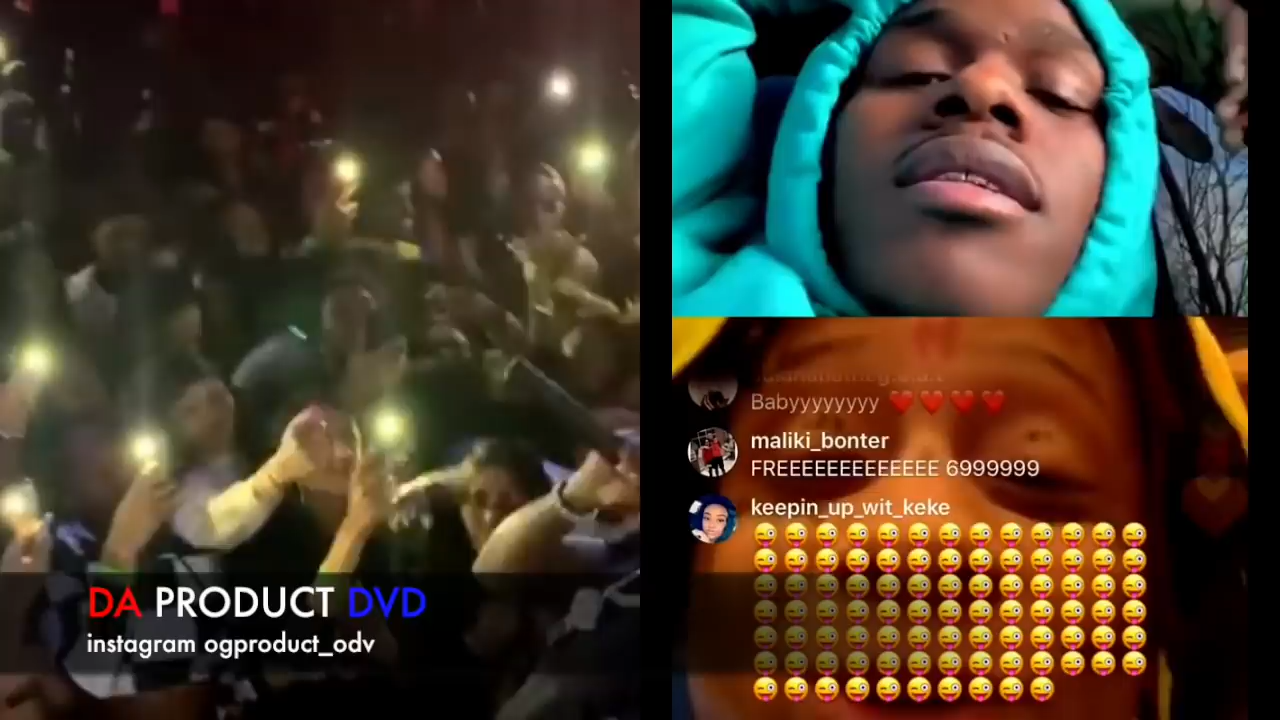 DA PRODUCT DVD
instagram ogproduct_odv
Babyyyyyyyy ❤️❤️❤️❤️
maliki_bonter
FREEEEEEEEEEEEE 6999999
keepin_up_wit_keke
😜😜😜😜😜😜😜😜😜😜😜😜😜
😜😜😜😜😜😜😜😜😜😜😜😜😜
😜😜😜😜😜😜😜😜😜😜😜😜😜
😜😜😜😜😜😜😜😜😜😜😜😜😜
😜😜😜😜😜😜😜😜😜😜😜😜😜
😜😜😜😜😜😜😜😜😜😜😜😜😜
😜😜😜😜😜😜😜😜😜😜